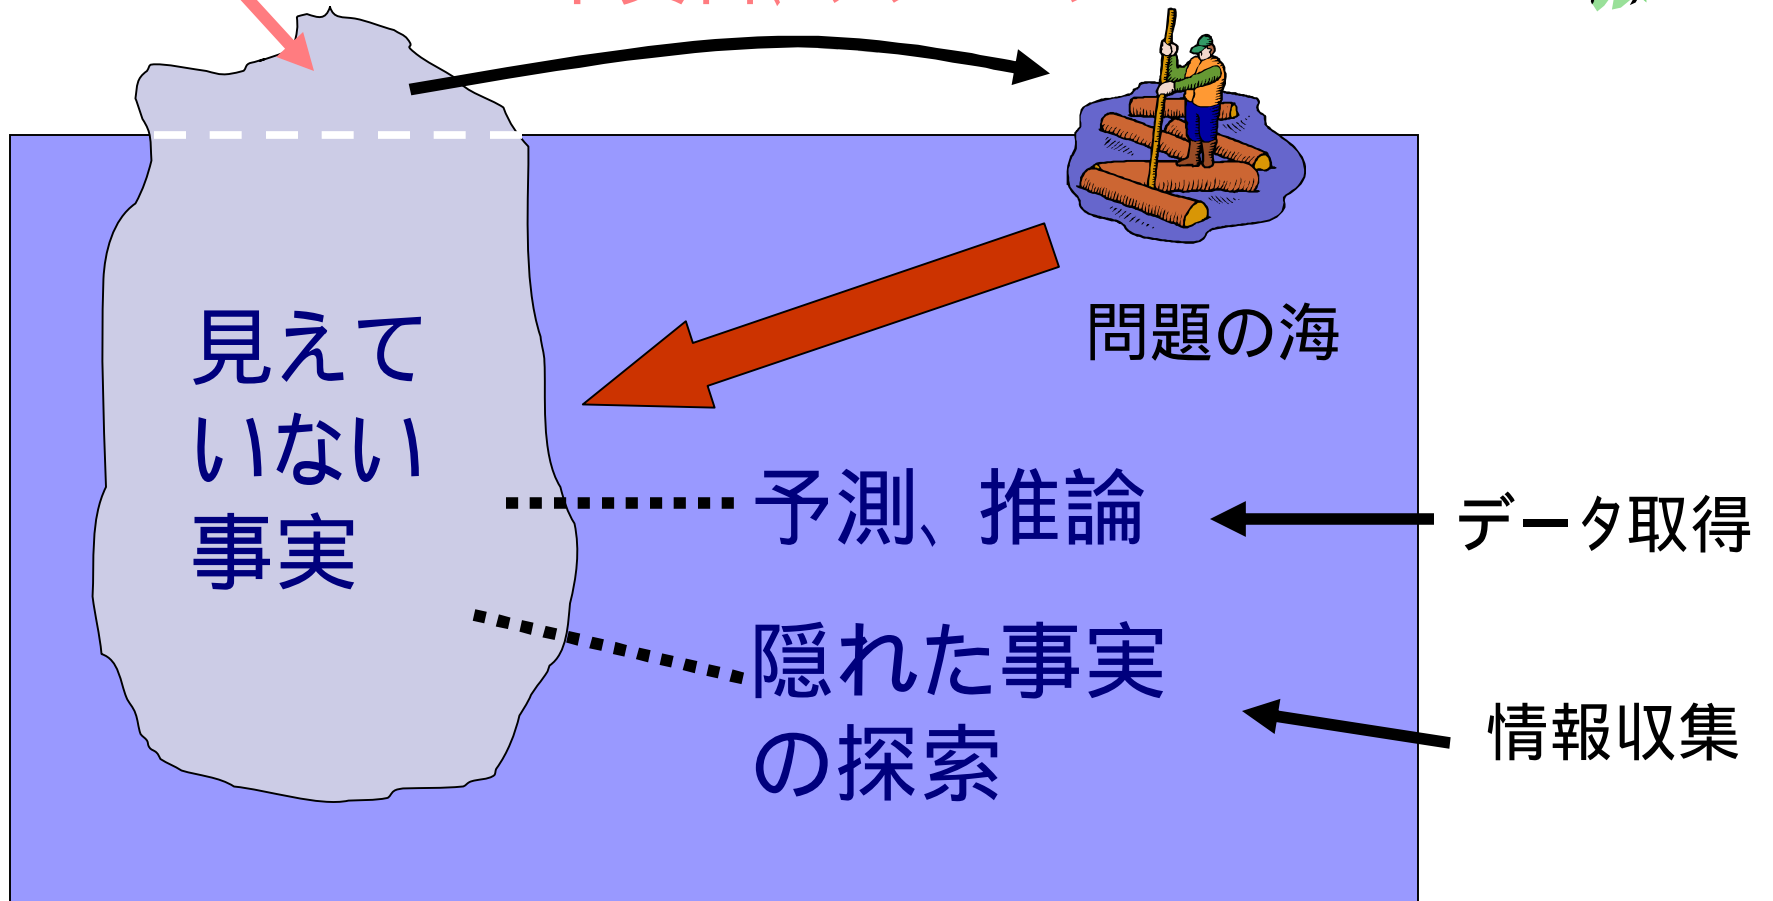 問題の海
見えて
いない
事実
予測、推論
データ取得
隠れた事実
の探索
情報収集